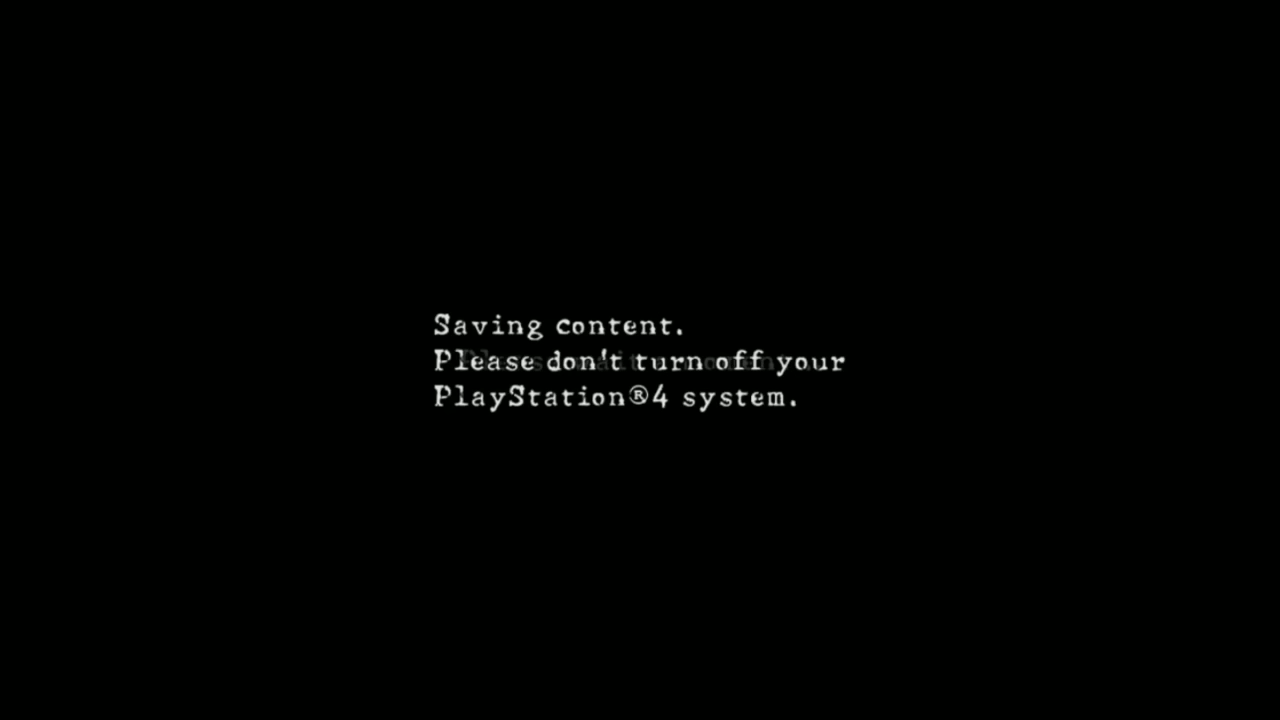 Saving content.
Please don't turn off your
PlayStation®4 system.